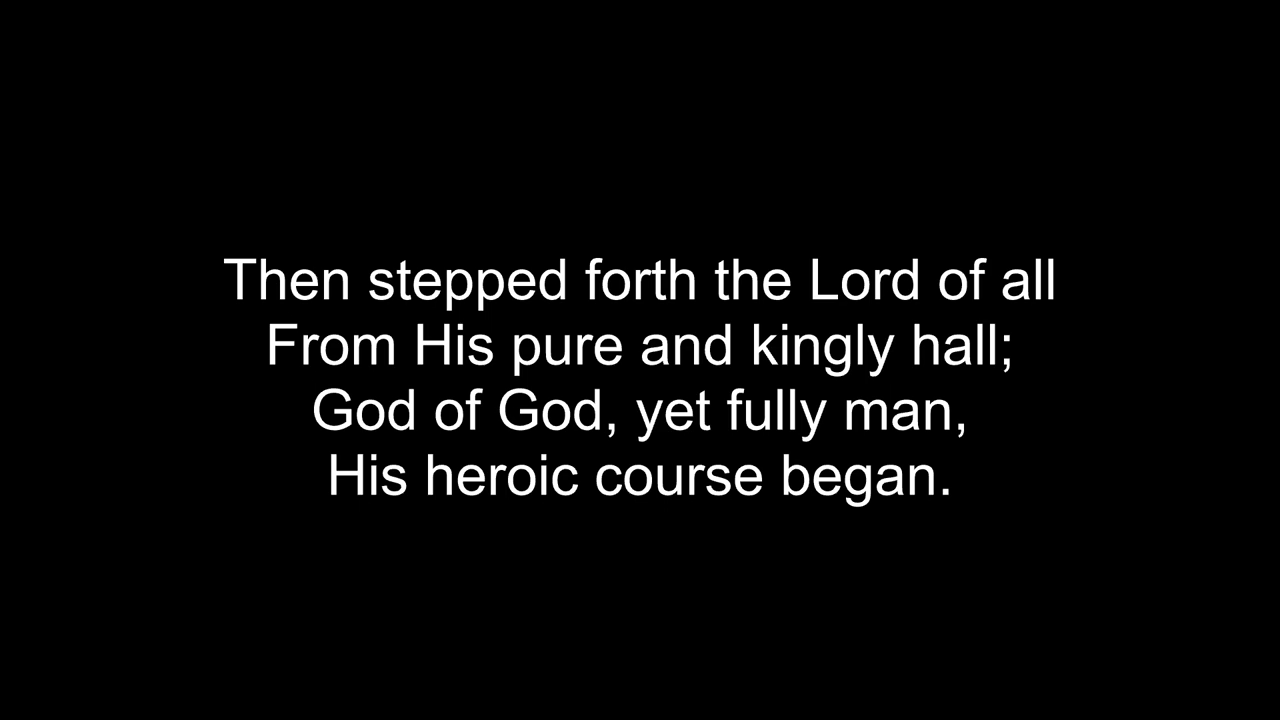 Then stepped forth the Lord of all
From His pure and kingly hall;
God of God, yet fully man,
His heroic course began.